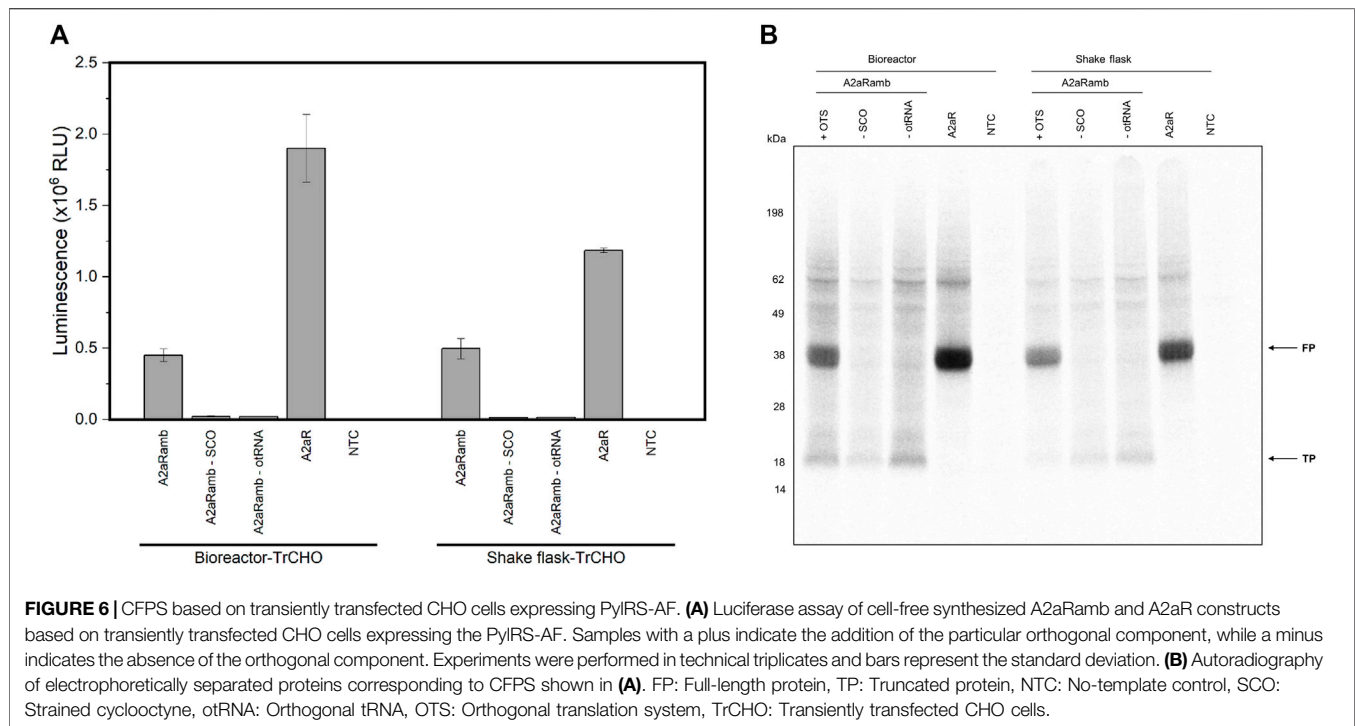 A
Luminescence (x10⁶ RLU)
2.5
2.0
1.5
1.0
0.5
0.0
A2aRamb
A2aRamb - SCO
A2aRamb - otRNA
A2aR
NTC
A2aRamb
A2aRamb - SCO
A2aRamb - otRNA
A2aR
NTC
Bioreactor-TrCHO
Shake flask-TrCHO
B
Bioreactor
Shake flask
A2aRamb
A2aRamb
+ OTS
- SCO
- otRNA
A2aR
NTC
+ OTS
- SCO
- otRNA
A2aR
NTC
kDa
198
62
49
38
28
18
14
FP
TP
FIGURE 6 | CFPS based on transiently transfected CHO cells expressing PylRS-AF. (A) Luciferase assay of cell-free synthesized A2aRamb and A2aR constructs
based on transiently transfected CHO cells expressing the PylRS-AF. Samples with a plus indicate the addition of the particular orthogonal component, while a minus
indicates the absence of the orthogonal component. Experiments were performed in technical triplicates and bars represent the standard deviation. (B) Autoradiography
of electrophoretically separated proteins corresponding to CFPS shown in (A). FP: Full-length protein, TP: Truncated protein, NTC: No-template control, SCO:
Strained cyclooctyne, otRNA: Orthogonal tRNA, OTS: Orthogonal translation system, TrCHO: Transiently transfected CHO cells.